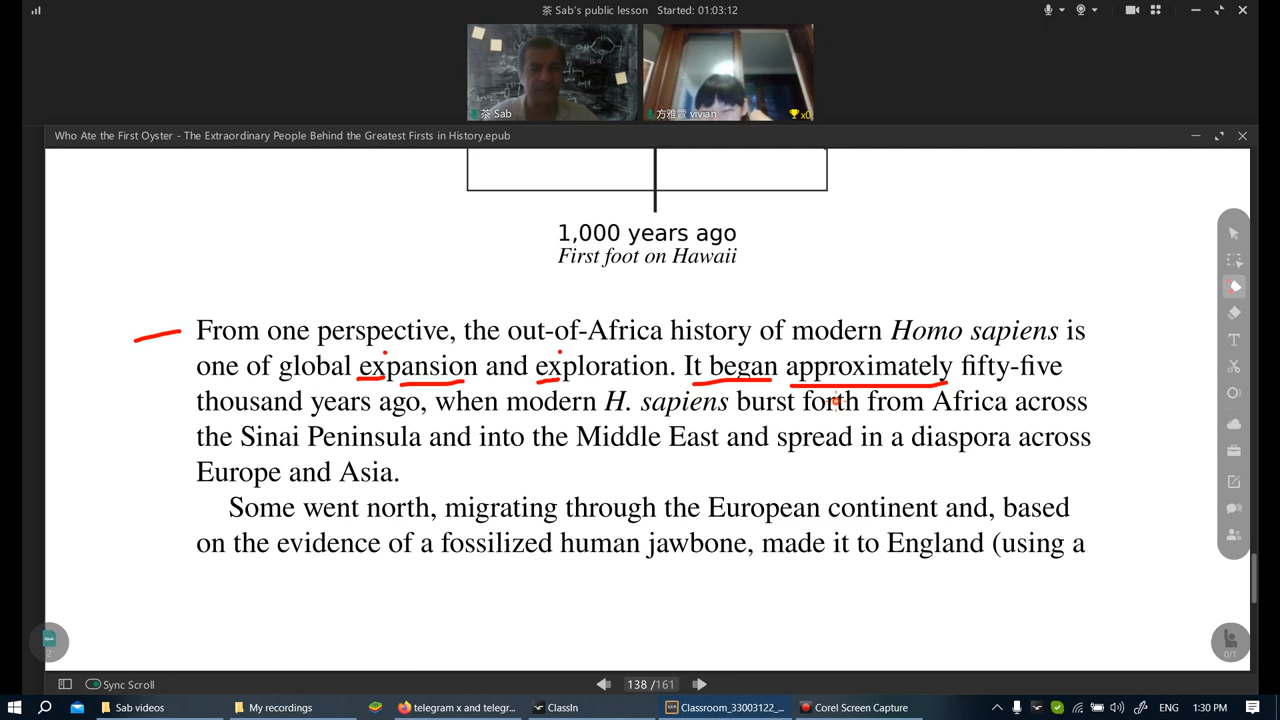 茶 Sab's public lesson Started: 01:03:12
茶 Sab
方雅萱 vivian
x0
Who Ate the First Oyster - The Extraordinary People Behind the Greatest Firsts in History.epub
1,000 years ago
First foot on Hawaii
From one perspective, the out-of-Africa history of modern Homo sapiens is
one of global expansion and exploration. It began approximately fifty-five
thousand years ago, when modern H. sapiens burst forth from Africa across
the Sinai Peninsula and into the Middle East and spread in a diaspora across
Europe and Asia.
Some went north, migrating through the European continent and, based
on the evidence of a fossilized human jawbone, made it to England (using a
2
0/1
Sync Scroll
138 /161
Sab videos
My recordings
telegram x and telegr...
ClassIn
Classroom_33003122_...
Corel Screen Capture
ENG
1:30 PM